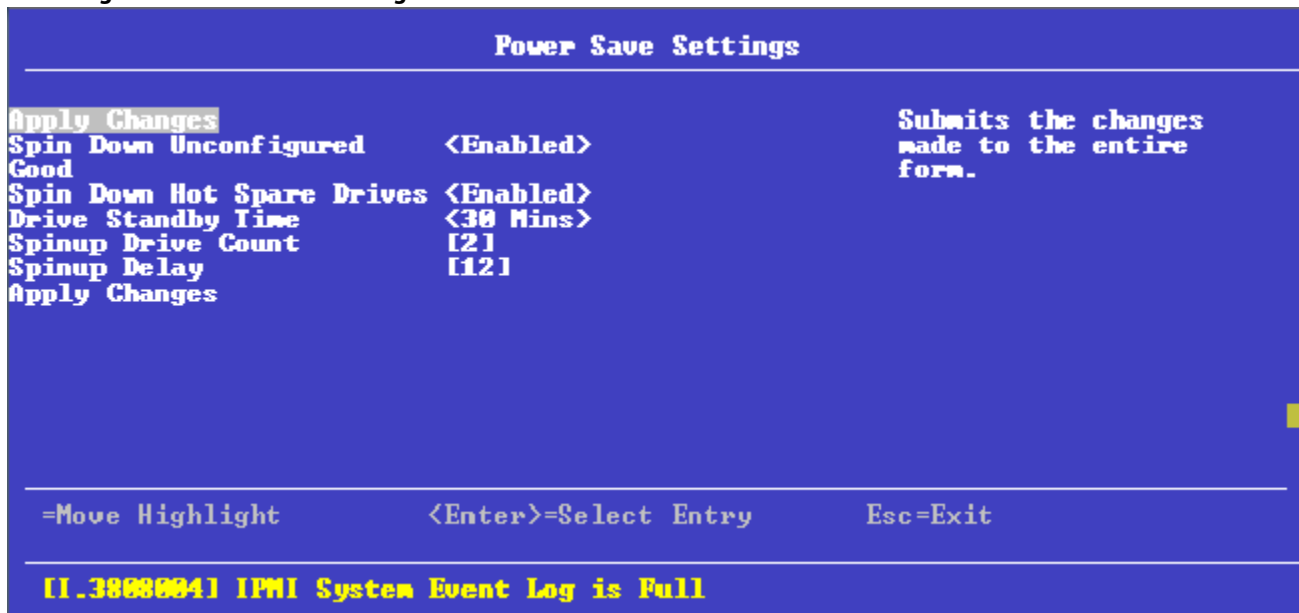 Power Save Settings
Apply Changes
Spin Down Unconfigured <Enabled>
Good
Spin Down Hot Spare Drives <Enabled>
Drive Standby Time <30 Mins>
Spinup Drive Count [2]
Spinup Delay [12]
Apply Changes
Submits the changes
made to the entire
form.
=Move Highlight <Enter>=Select Entry Esc=Exit
[I.3808004] IPMI System Event Log is Full